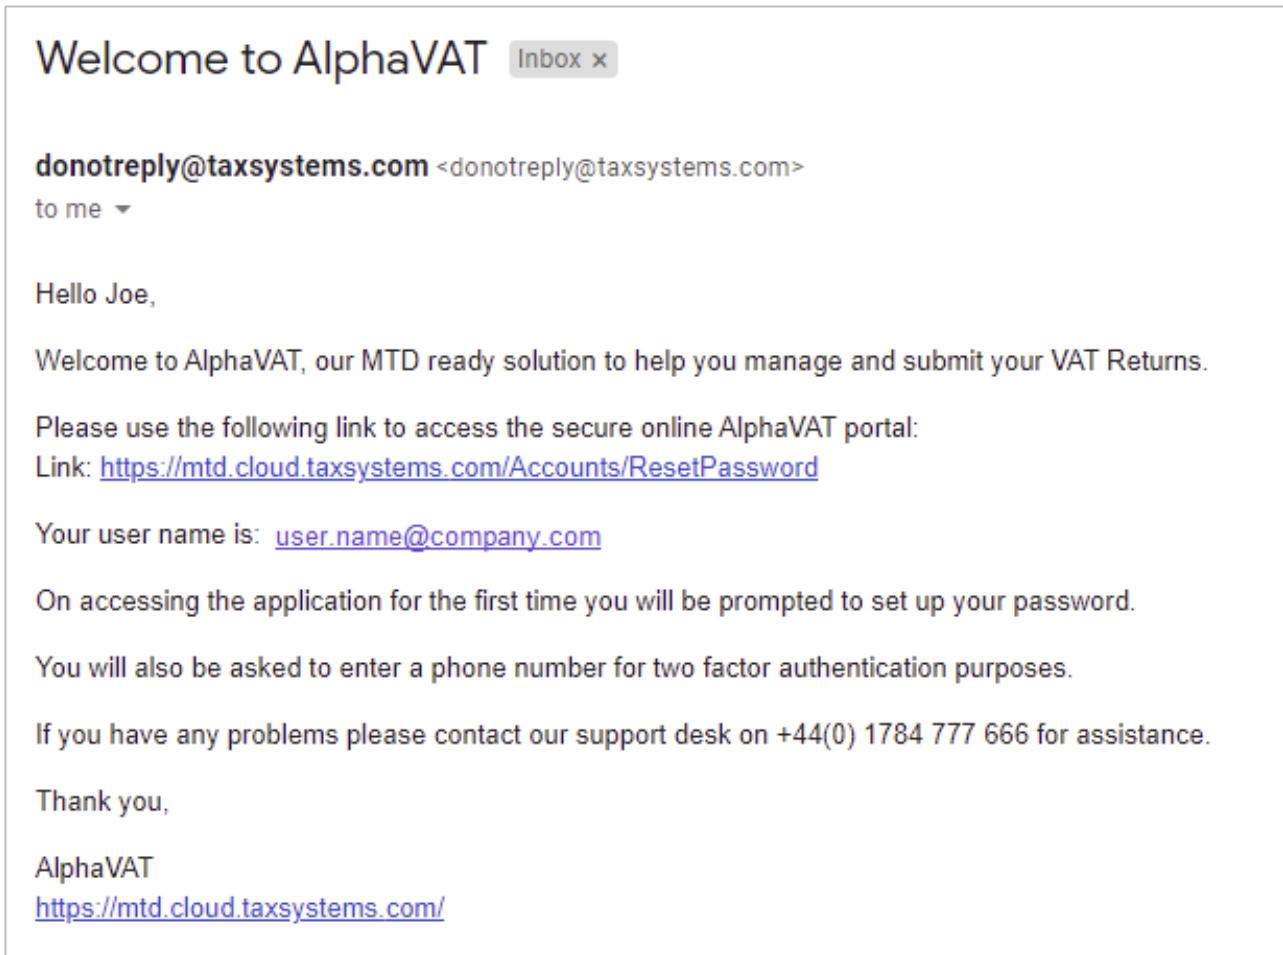 Welcome to AlphaVAT Inbox x
donotreply@taxsystems.com <donotreply@taxsystems.com>
to me
Hello Joe,
Welcome to AlphaVAT, our MTD ready solution to help you manage and submit your VAT Returns.
Please use the following link to access the secure online AlphaVAT portal:
Link: https://mtd.cloud.taxsystems.com/Accounts/ResetPassword
Your user name is: user.name@company.com
On accessing the application for the first time you will be prompted to set up your password.
You will also be asked to enter a phone number for two factor authentication purposes.
If you have any problems please contact our support desk on +44(0) 1784 777 666 for assistance.
Thank you,
AlphaVAT
https://mtd.cloud.taxsystems.com/